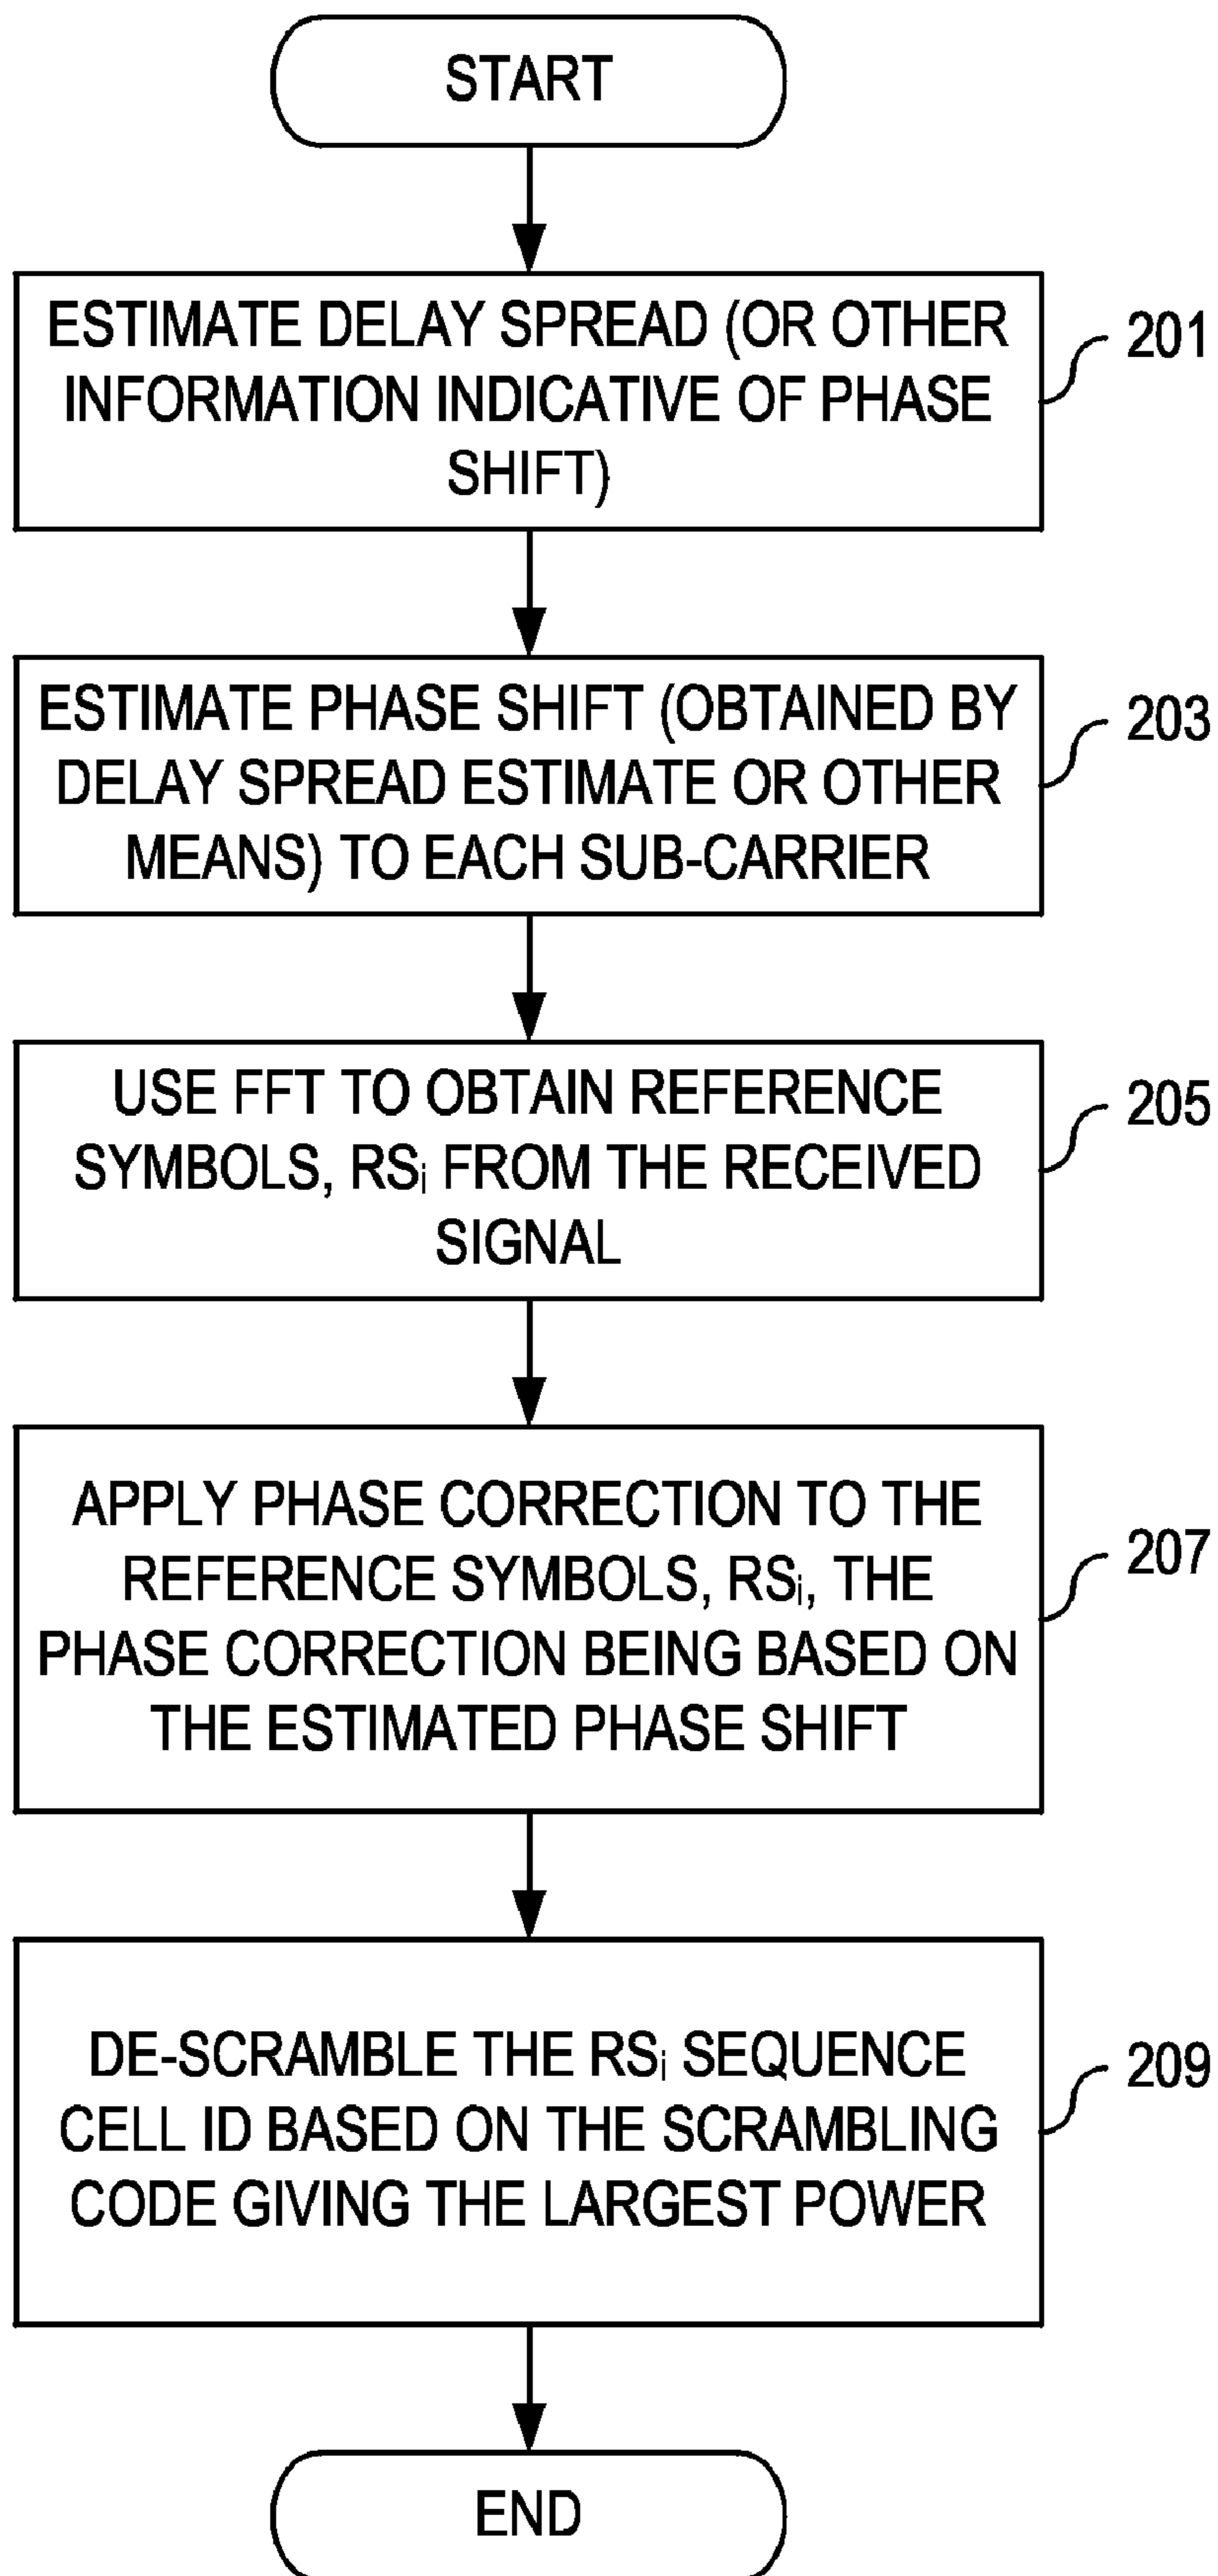 START
ESTIMATE DELAY SPREAD (OR OTHER
INFORMATION INDICATIVE OF PHASE
SHIFT)
201
ESTIMATE PHASE SHIFT (OBTAINED BY
DELAY SPREAD ESTIMATE OR OTHER
MEANS) TO EACH SUB-CARRIER
203
USE FFT TO OBTAIN REFERENCE
SYMBOLS, RSi FROM THE RECEIVED
SIGNAL
205
APPLY PHASE CORRECTION TO THE
REFERENCE SYMBOLS, RSi, THE
PHASE CORRECTION BEING BASED ON
THE ESTIMATED PHASE SHIFT
207
DE-SCRAMBLE THE RSi SEQUENCE
CELL ID BASED ON THE SCRAMBLING
CODE GIVING THE LARGEST POWER
209
END